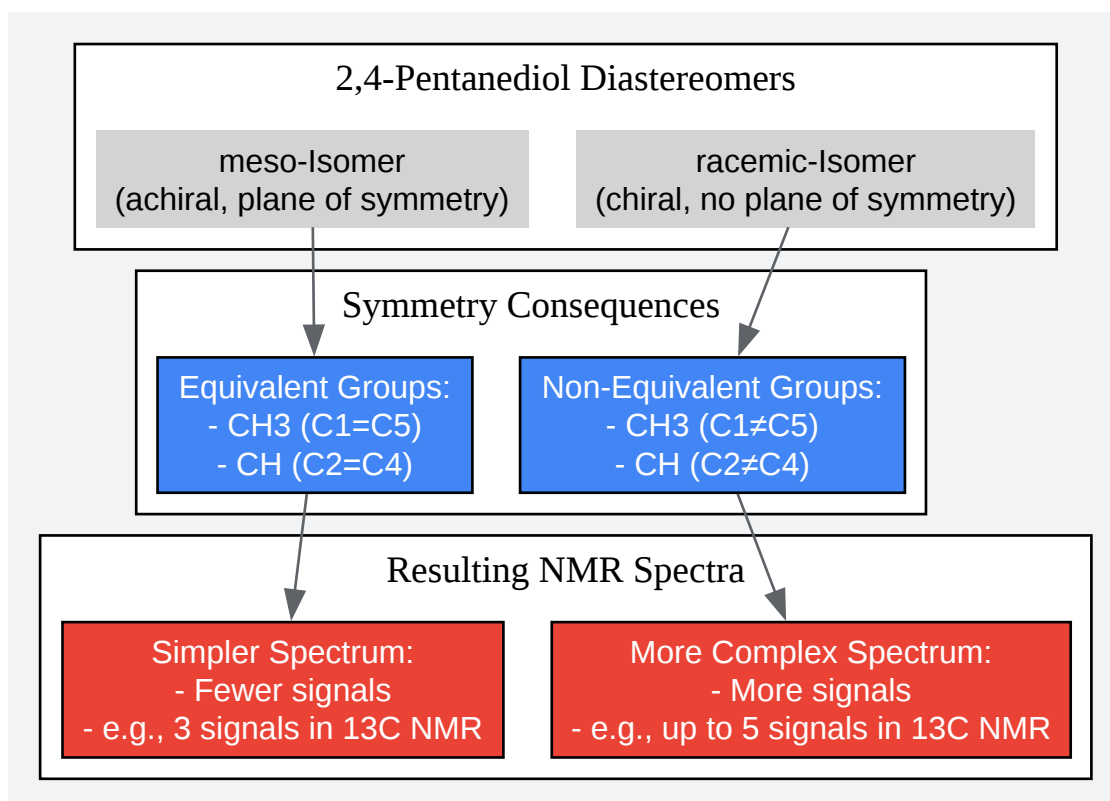 2,4-Pentanediol Diastereomers
meso-Isomer
(achiral, plane of symmetry)
racemic-Isomer
(chiral, no plane of symmetry)
Symmetry Consequences
Equivalent Groups:
- CH3 (C1=C5)
- CH (C2=C4)
Non-Equivalent Groups:
- CH3 (C1≠C5)
- CH (C2≠C4)
Resulting NMR Spectra
Simpler Spectrum:
- Fewer signals
- e.g., 3 signals in 13C NMR
More Complex Spectrum:
- More signals
- e.g., up to 5 signals in 13C NMR